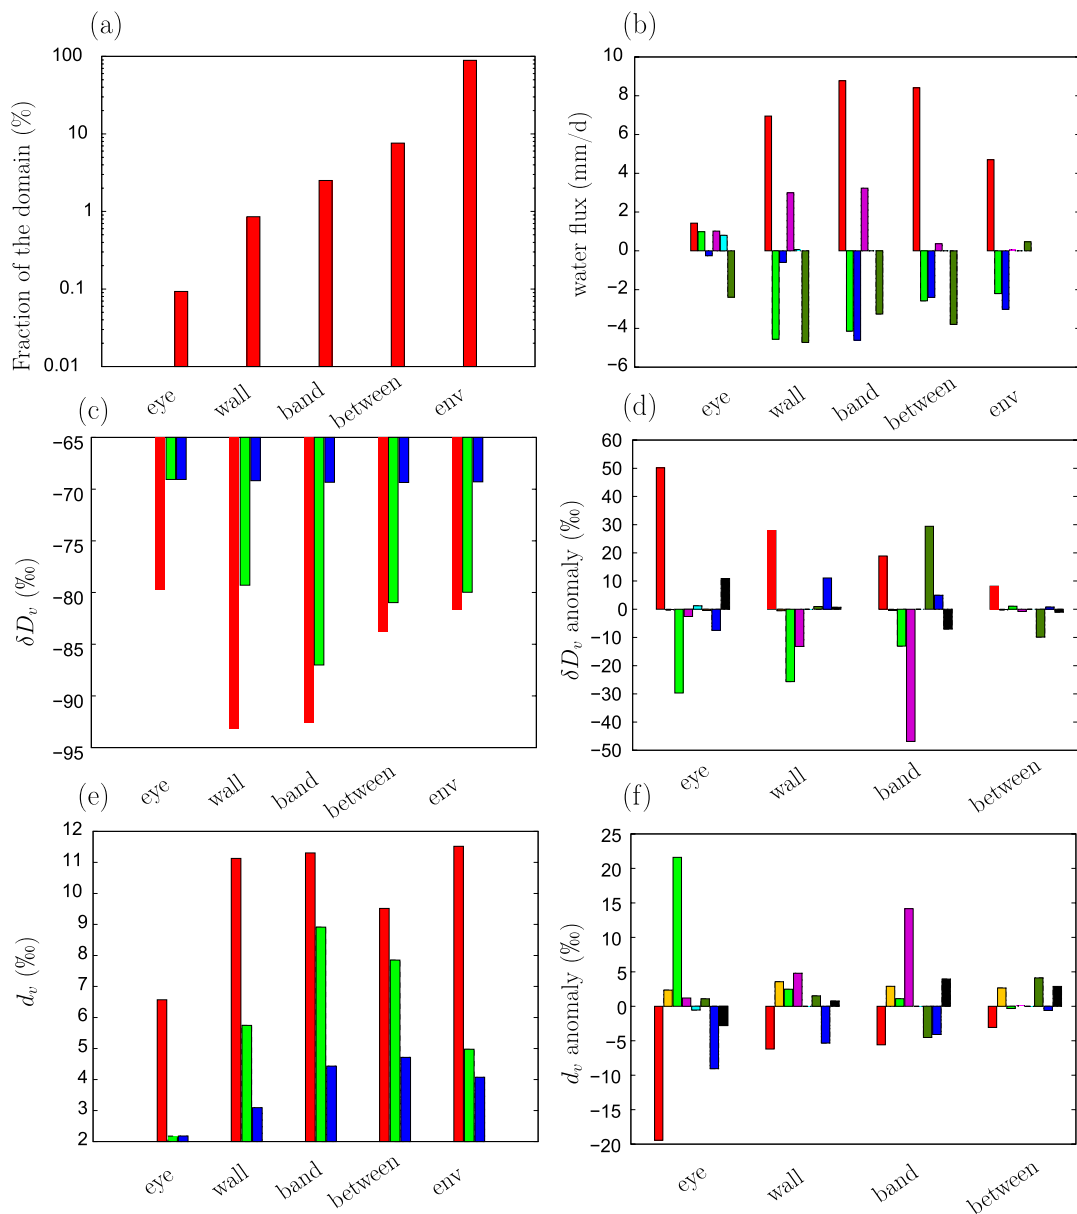 (a)
Fraction of the domain (%)
100
10
1
0.1
0.01
eye
wall
band
between
env
(b)
water flux (mm/d)
10
8
6
4
2
0
−2
−4
−6
eye
wall
band
between
env
(c)
δD_v (‰)
−65
−70
−75
−80
−85
−90
−95
eye
wall
band
between
env
(d)
δD_v anomaly (‰)
60
50
40
30
20
10
0
−10
−20
−30
−40
−50
eye
wall
band
between
(e)
d_v (‰)
12
11
10
9
8
7
6
5
4
3
2
eye
wall
band
between
env
(f)
d_v anomaly (‰)
25
20
15
10
5
0
−5
−10
−15
−20
eye
wall
band
between